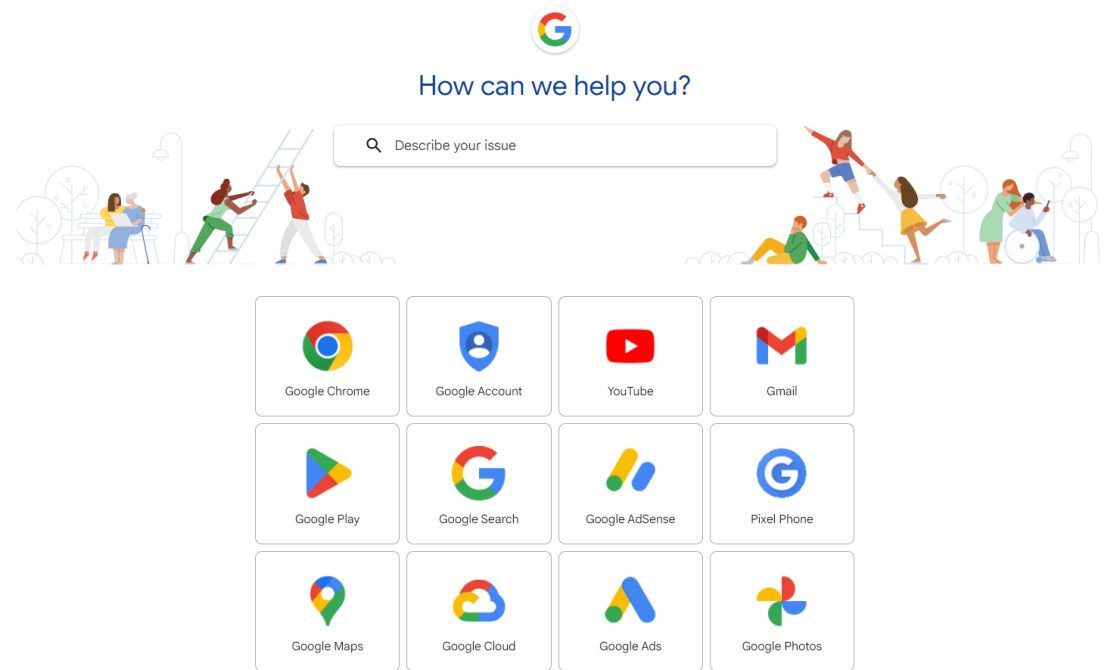 How can we help you?
Describe your issue
Google Chrome
Google Account
YouTube
Gmail
Google Play
Google Search
Google AdSense
Pixel Phone
Google Maps
Google Cloud
Google Ads
Google Photos